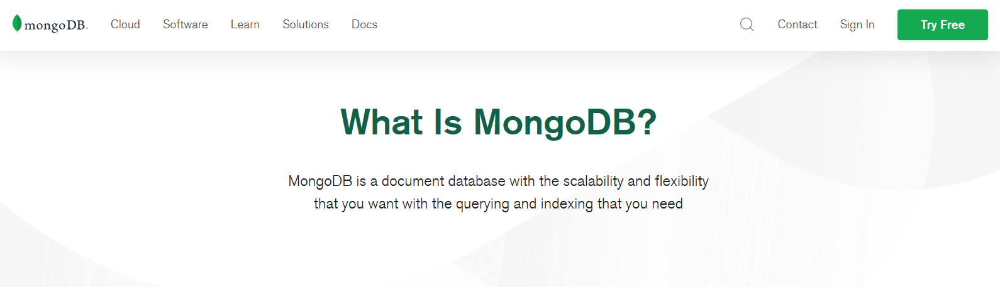 mongoDB.
Cloud
Software
Learn
Solutions
Docs
Contact
Sign In
Try Free
What Is MongoDB?
MongoDB is a document database with the scalability and flexibility
that you want with the querying and indexing that you need